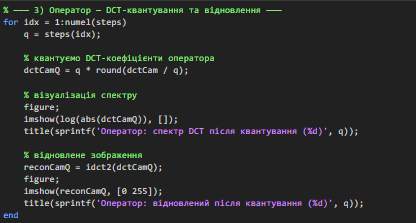 % ─── 3) Оператор — DCT-квантування та відновлення ───
for idx = 1:numel(steps)
q = steps(idx);
% квантуємо DCT-коефіцієнти оператора
dctCamQ = q * round(dctCam / q);
% візуалізація спектру
figure;
imshow(log(abs(dctCamQ)), []);
title(sprintf('Оператор: спектр DCT після квантування (%d)', q));
% відновлене зображення
reconCamQ = idct2(dctCamQ);
figure;
imshow(reconCamQ, [0 255]);
title(sprintf('Оператор: відновлений після квантування (%d)', q));
end